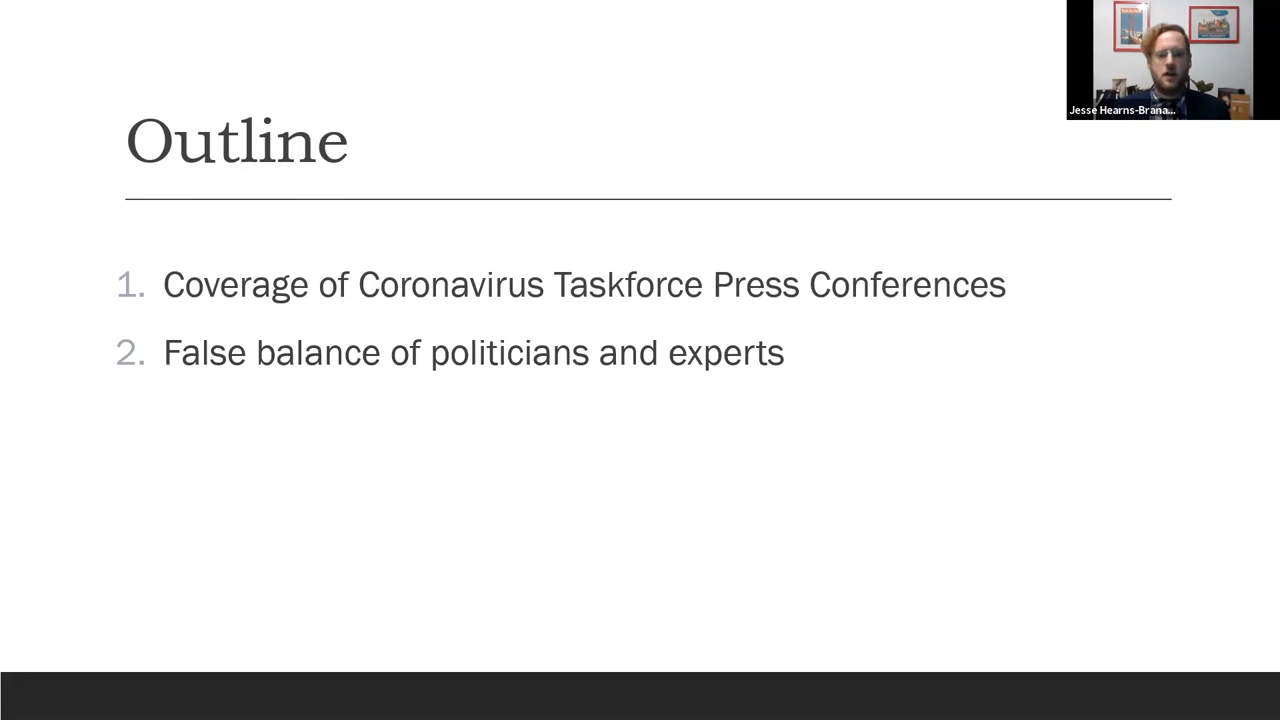 Jesse Hearns-Brana...
Outline
1. Coverage of Coronavirus Taskforce Press Conferences
2. False balance of politicians and experts